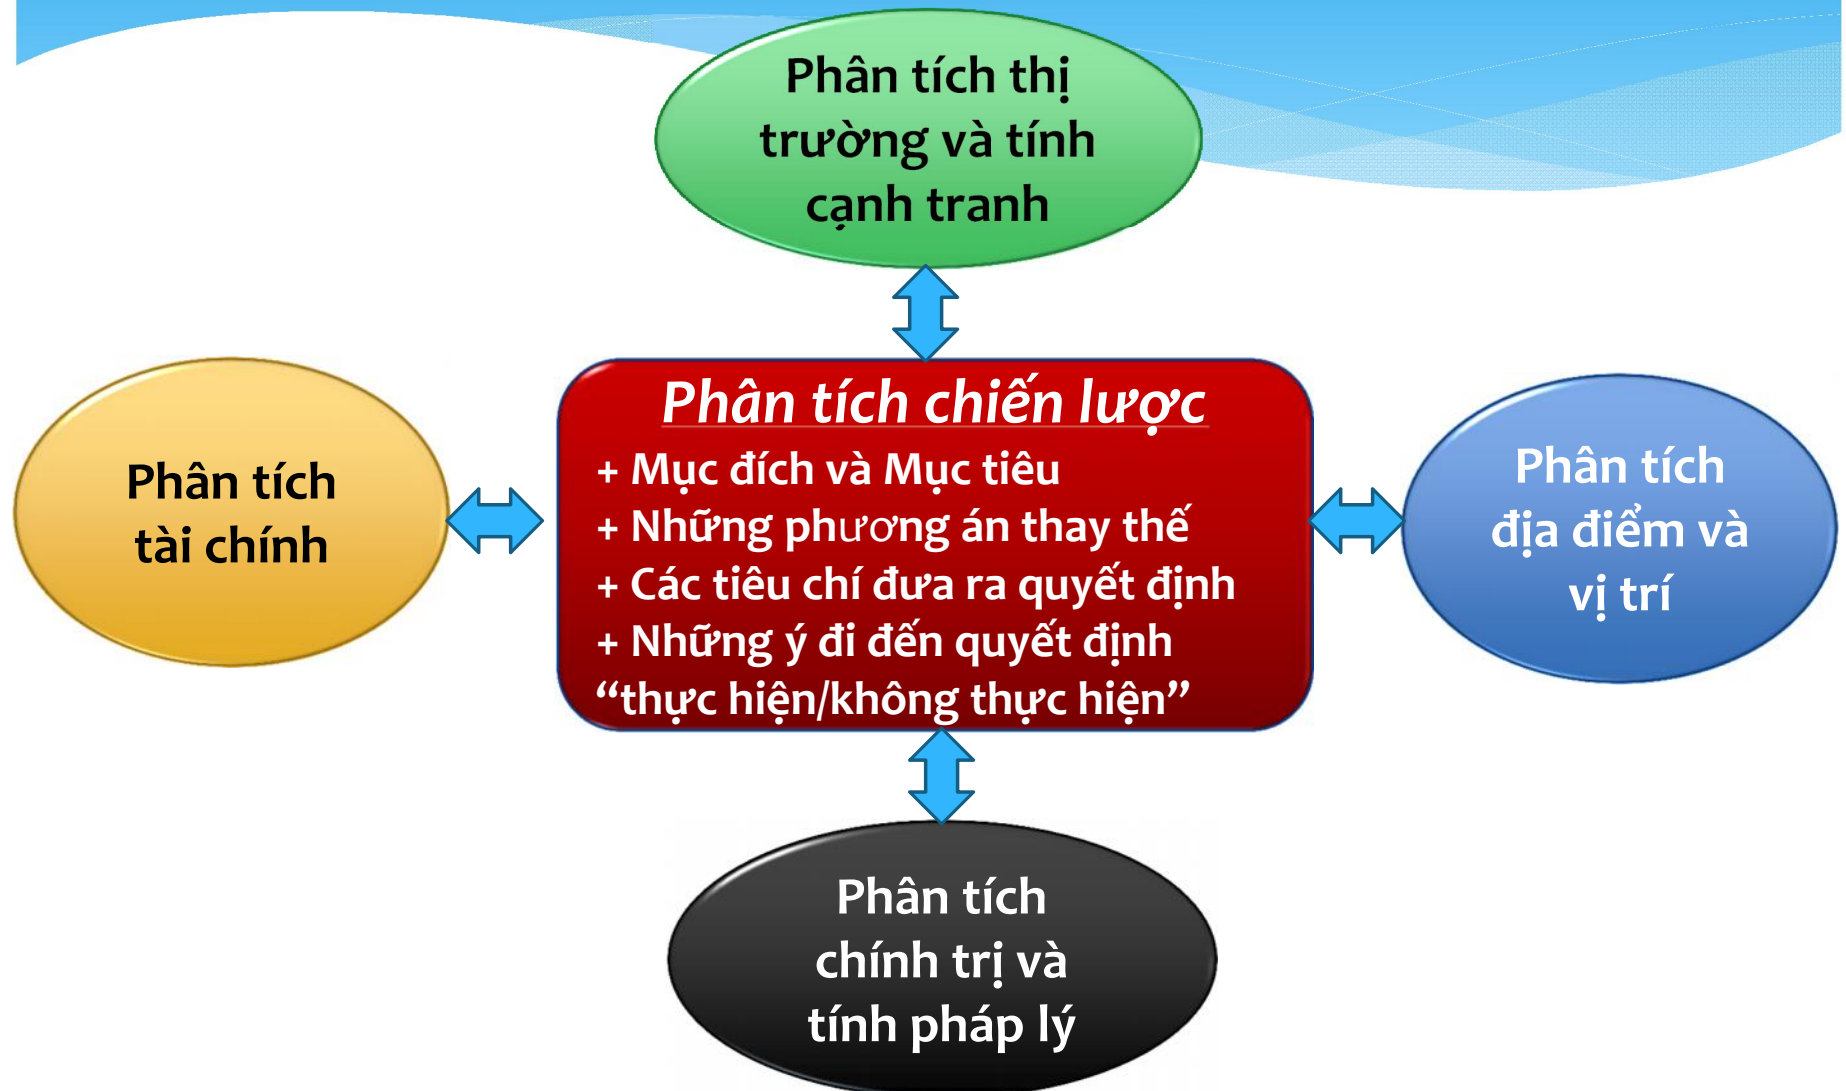 Phân tích thị
trường và tính
cạnh tranh
Phân tích
tài chính
Phân tích chiến lược
+ Mục đích và Mục tiêu
+ Những phương án thay thế
+ Các tiêu chí đưa ra quyết định
+ Những ý đi đến quyết định
“thực hiện/không thực hiện”
Phân tích
địa điểm và
vị trí
Phân tích
chính trị và
tính pháp lý